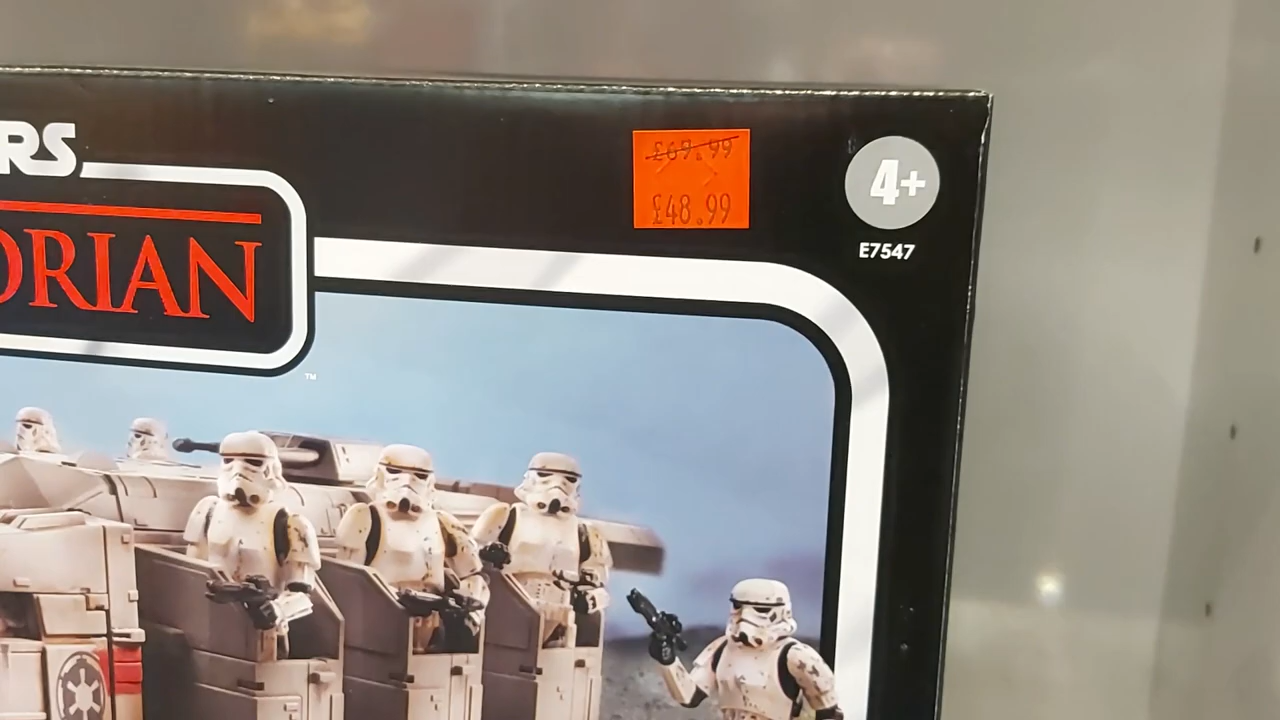 RS
ORIAN
™
£69.99
£48.99
4+
E7547